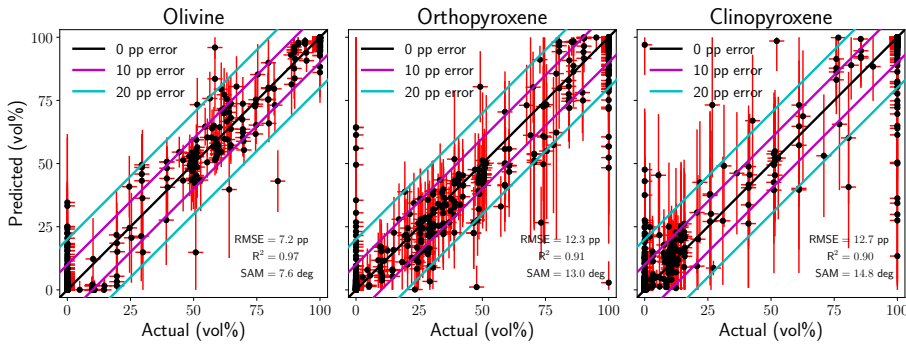 Olivine
Orthopyroxene
Clinopyroxene
Predicted (vol%)
100
75
50
25
0
0 pp error
10 pp error
20 pp error
RMSE = 7.2 pp
R² = 0.97
SAM = 7.6 deg
0 pp error
10 pp error
20 pp error
RMSE = 12.3 pp
R² = 0.91
SAM = 13.0 deg
0 pp error
10 pp error
20 pp error
RMSE = 12.7 pp
R² = 0.90
SAM = 14.8 deg
0 25 50 75 100
0 25 50 75 100
0 25 50 75 100
Actual (vol%)
Actual (vol%)
Actual (vol%)